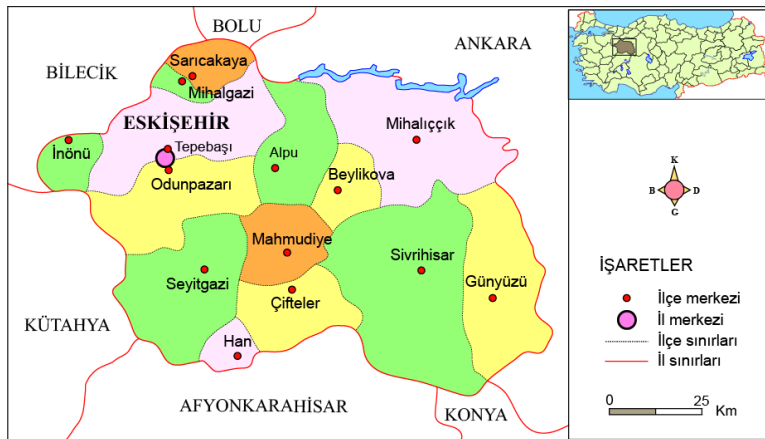 BOLU
ANKARA
BİLECİK
Sarıcakaya
Mihalgazi
ESKİŞEHİR
Tepebaşı
İnönü
Odunpazarı
Alpu
Mihalıççık
Beylikova
Mahmudiye
Sivrihisar
Seyitgazi
Çifteler
Günyüzü
KÜTAHYA
Han
AFYONKARAHİSAR
KONYA
K
B D
G
İŞARETLER
İlçe merkezi
İl merkezi
İlçe sınırları
İl sınırları
0 25
Km